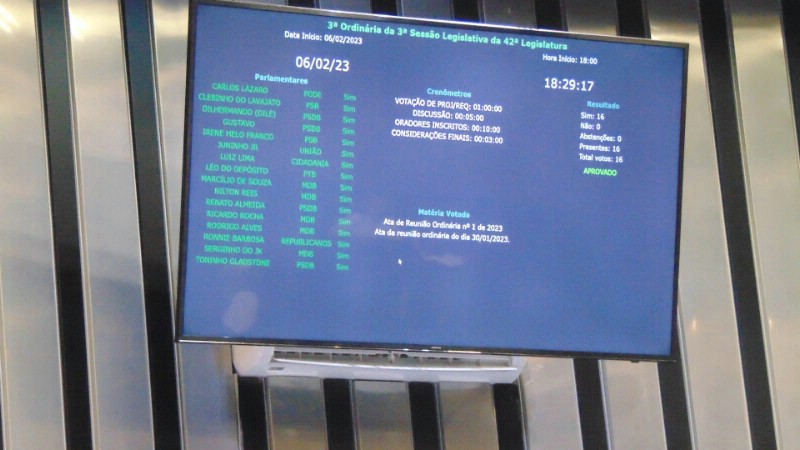 3ª Ordinária da 3ª Sessão Legislativa da 42ª Legislatura
Data Início: 06/02/2023
Hora Início: 18:00
06/02/23
18:29:17
Parlamentares
CARLOS LÁZARO PODE Sim
CLEBINHO DO LAVAJATO PSB Sim
DILHERMANDO (DILÉ) PSDB Sim
GUSTAVO PSDB Sim
IRENE MELO FRANCO PSB Sim
JUNINHO JR UNIÃO Sim
LUIZ LIMA CIDADANIA Sim
LÉO DO DEPÓSITO PTB Sim
MARCÍLIO DE SOUZA MDB Sim
NILTON REIS MDB Sim
RENATO ALMEIDA PSDB Sim
RICARDO ROCHA MDB Sim
RODRIGO ALVES MDB Sim
RONNIE BARBOSA REPUBLICANOS Sim
SERGINHO DO JK MDB Sim
TONINHO GLADSTONE PSDB Sim
Cronômetros
VOTAÇÃO DE PROJ/REQ: 01:00:00
DISCUSSÃO: 00:05:00
ORADORES INSCRITOS: 00:10:00
CONSIDERAÇÕES FINAIS: 00:03:00
Resultado
Sim: 16
Não: 0
Abstenções: 0
Presentes: 16
Total votos: 16
APROVADO
Matéria Votada
Ata de Reunião Ordinária nº 1 de 2023
Ata da reunião ordinária do dia 30/01/2023.